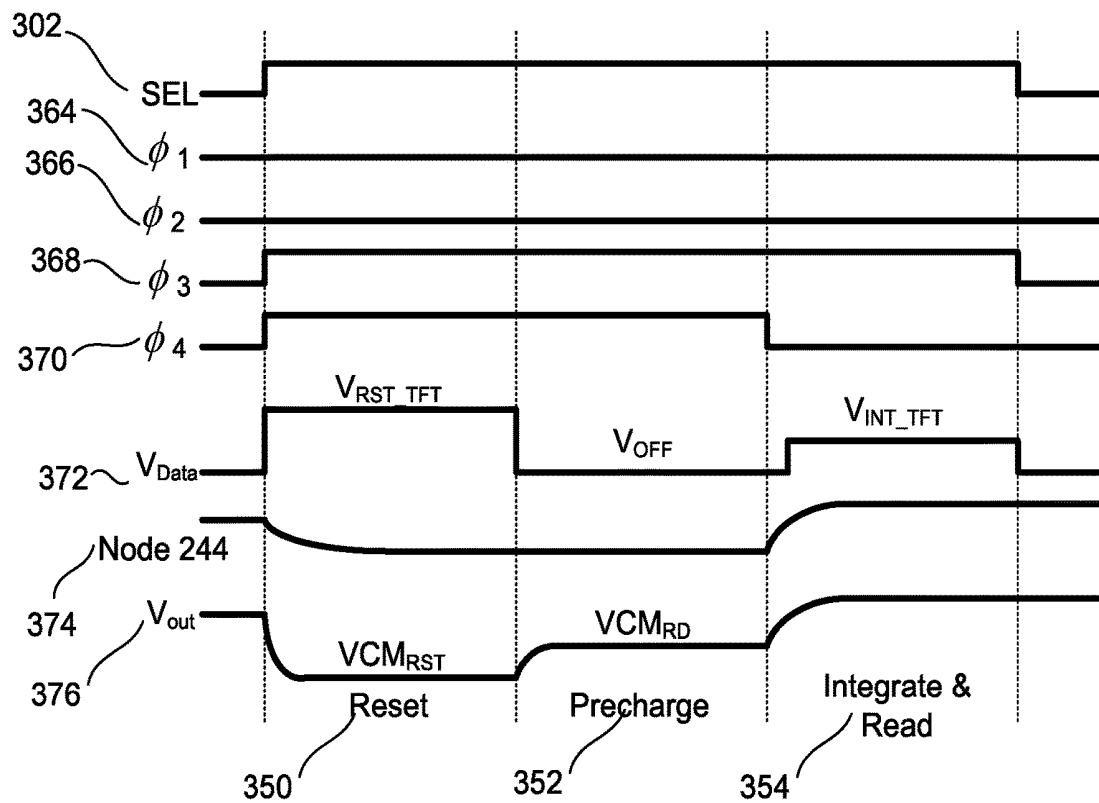 302
SEL
364
ϕ 1
366
ϕ 2
368
ϕ 3
370
ϕ 4
V_RST_TFT
V_OFF
V_INT_TFT
372
V_Data
Node 244
374
V_out
VCM_RST
VCM_RD
376
Reset
Precharge
Integrate &
Read
350
352
354